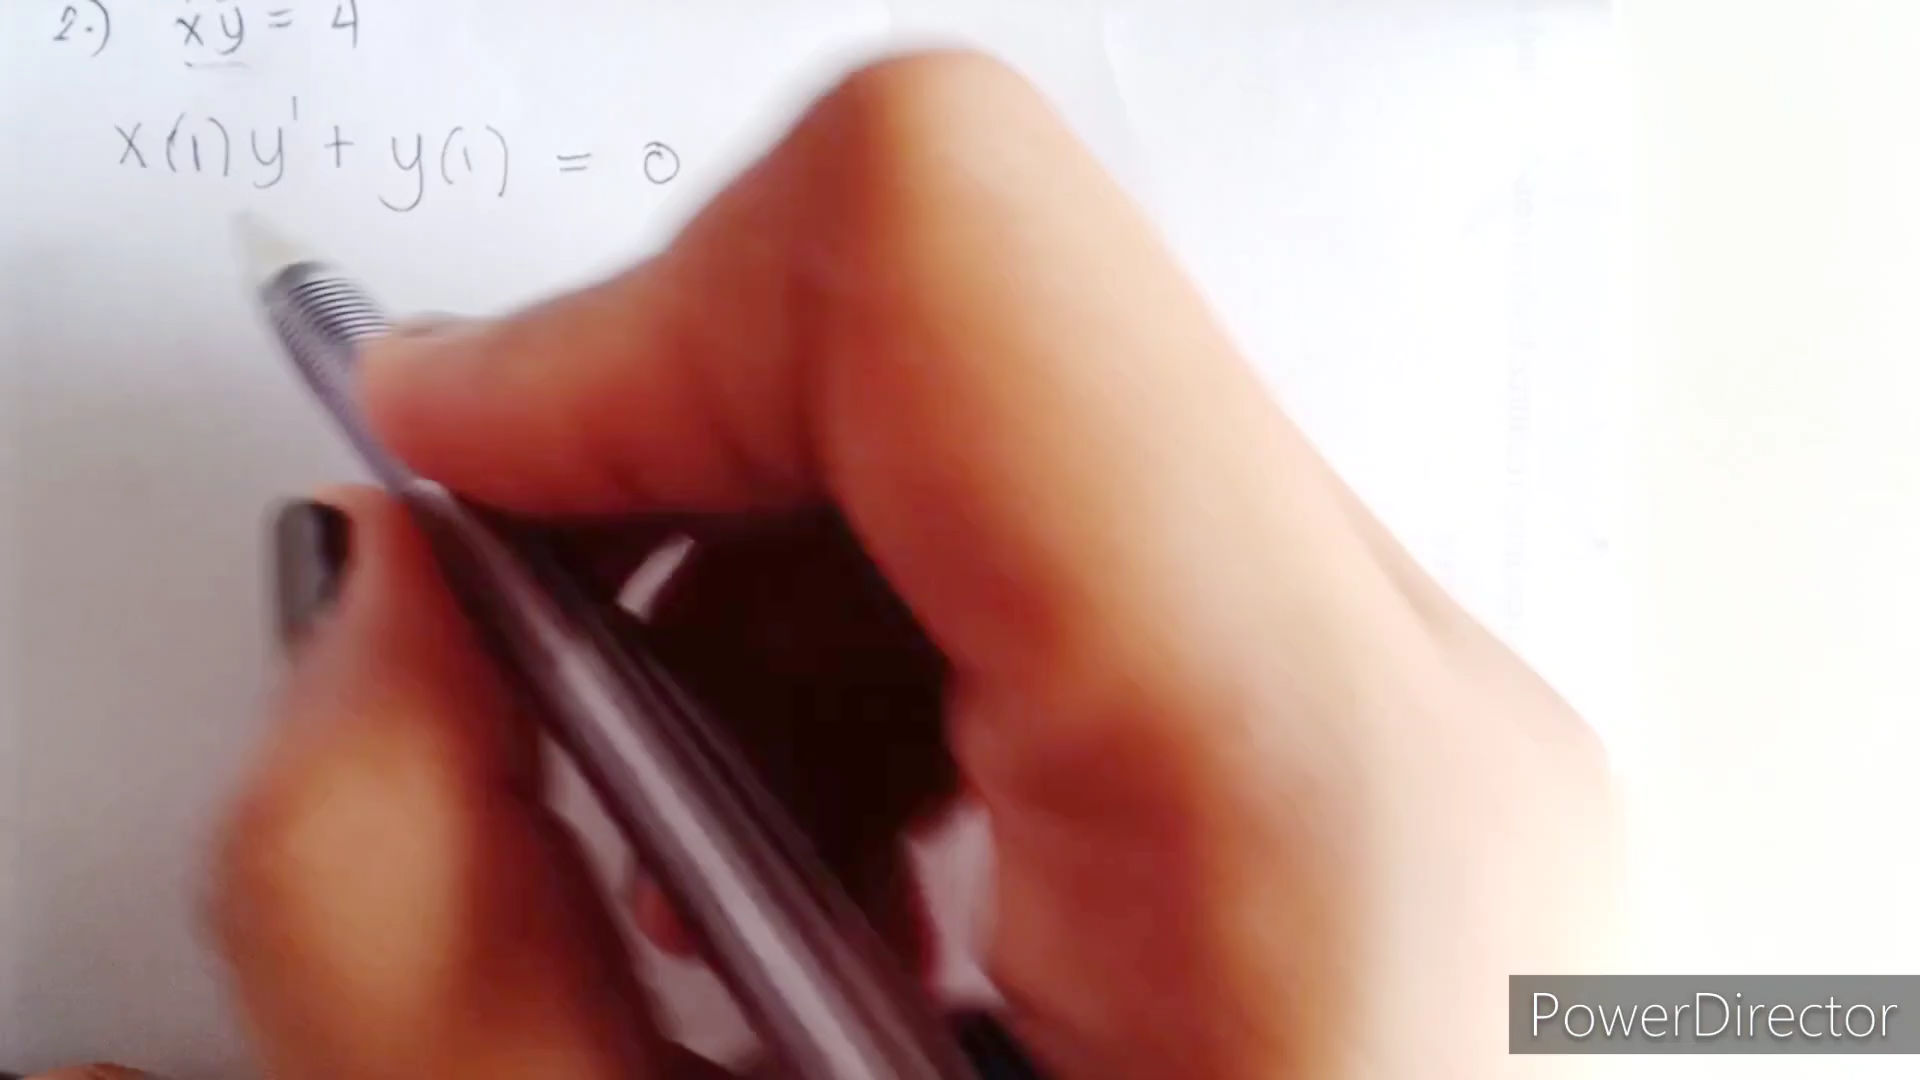 2.) xy = 4
x(1)y' + y(1) = 0
PowerDirector